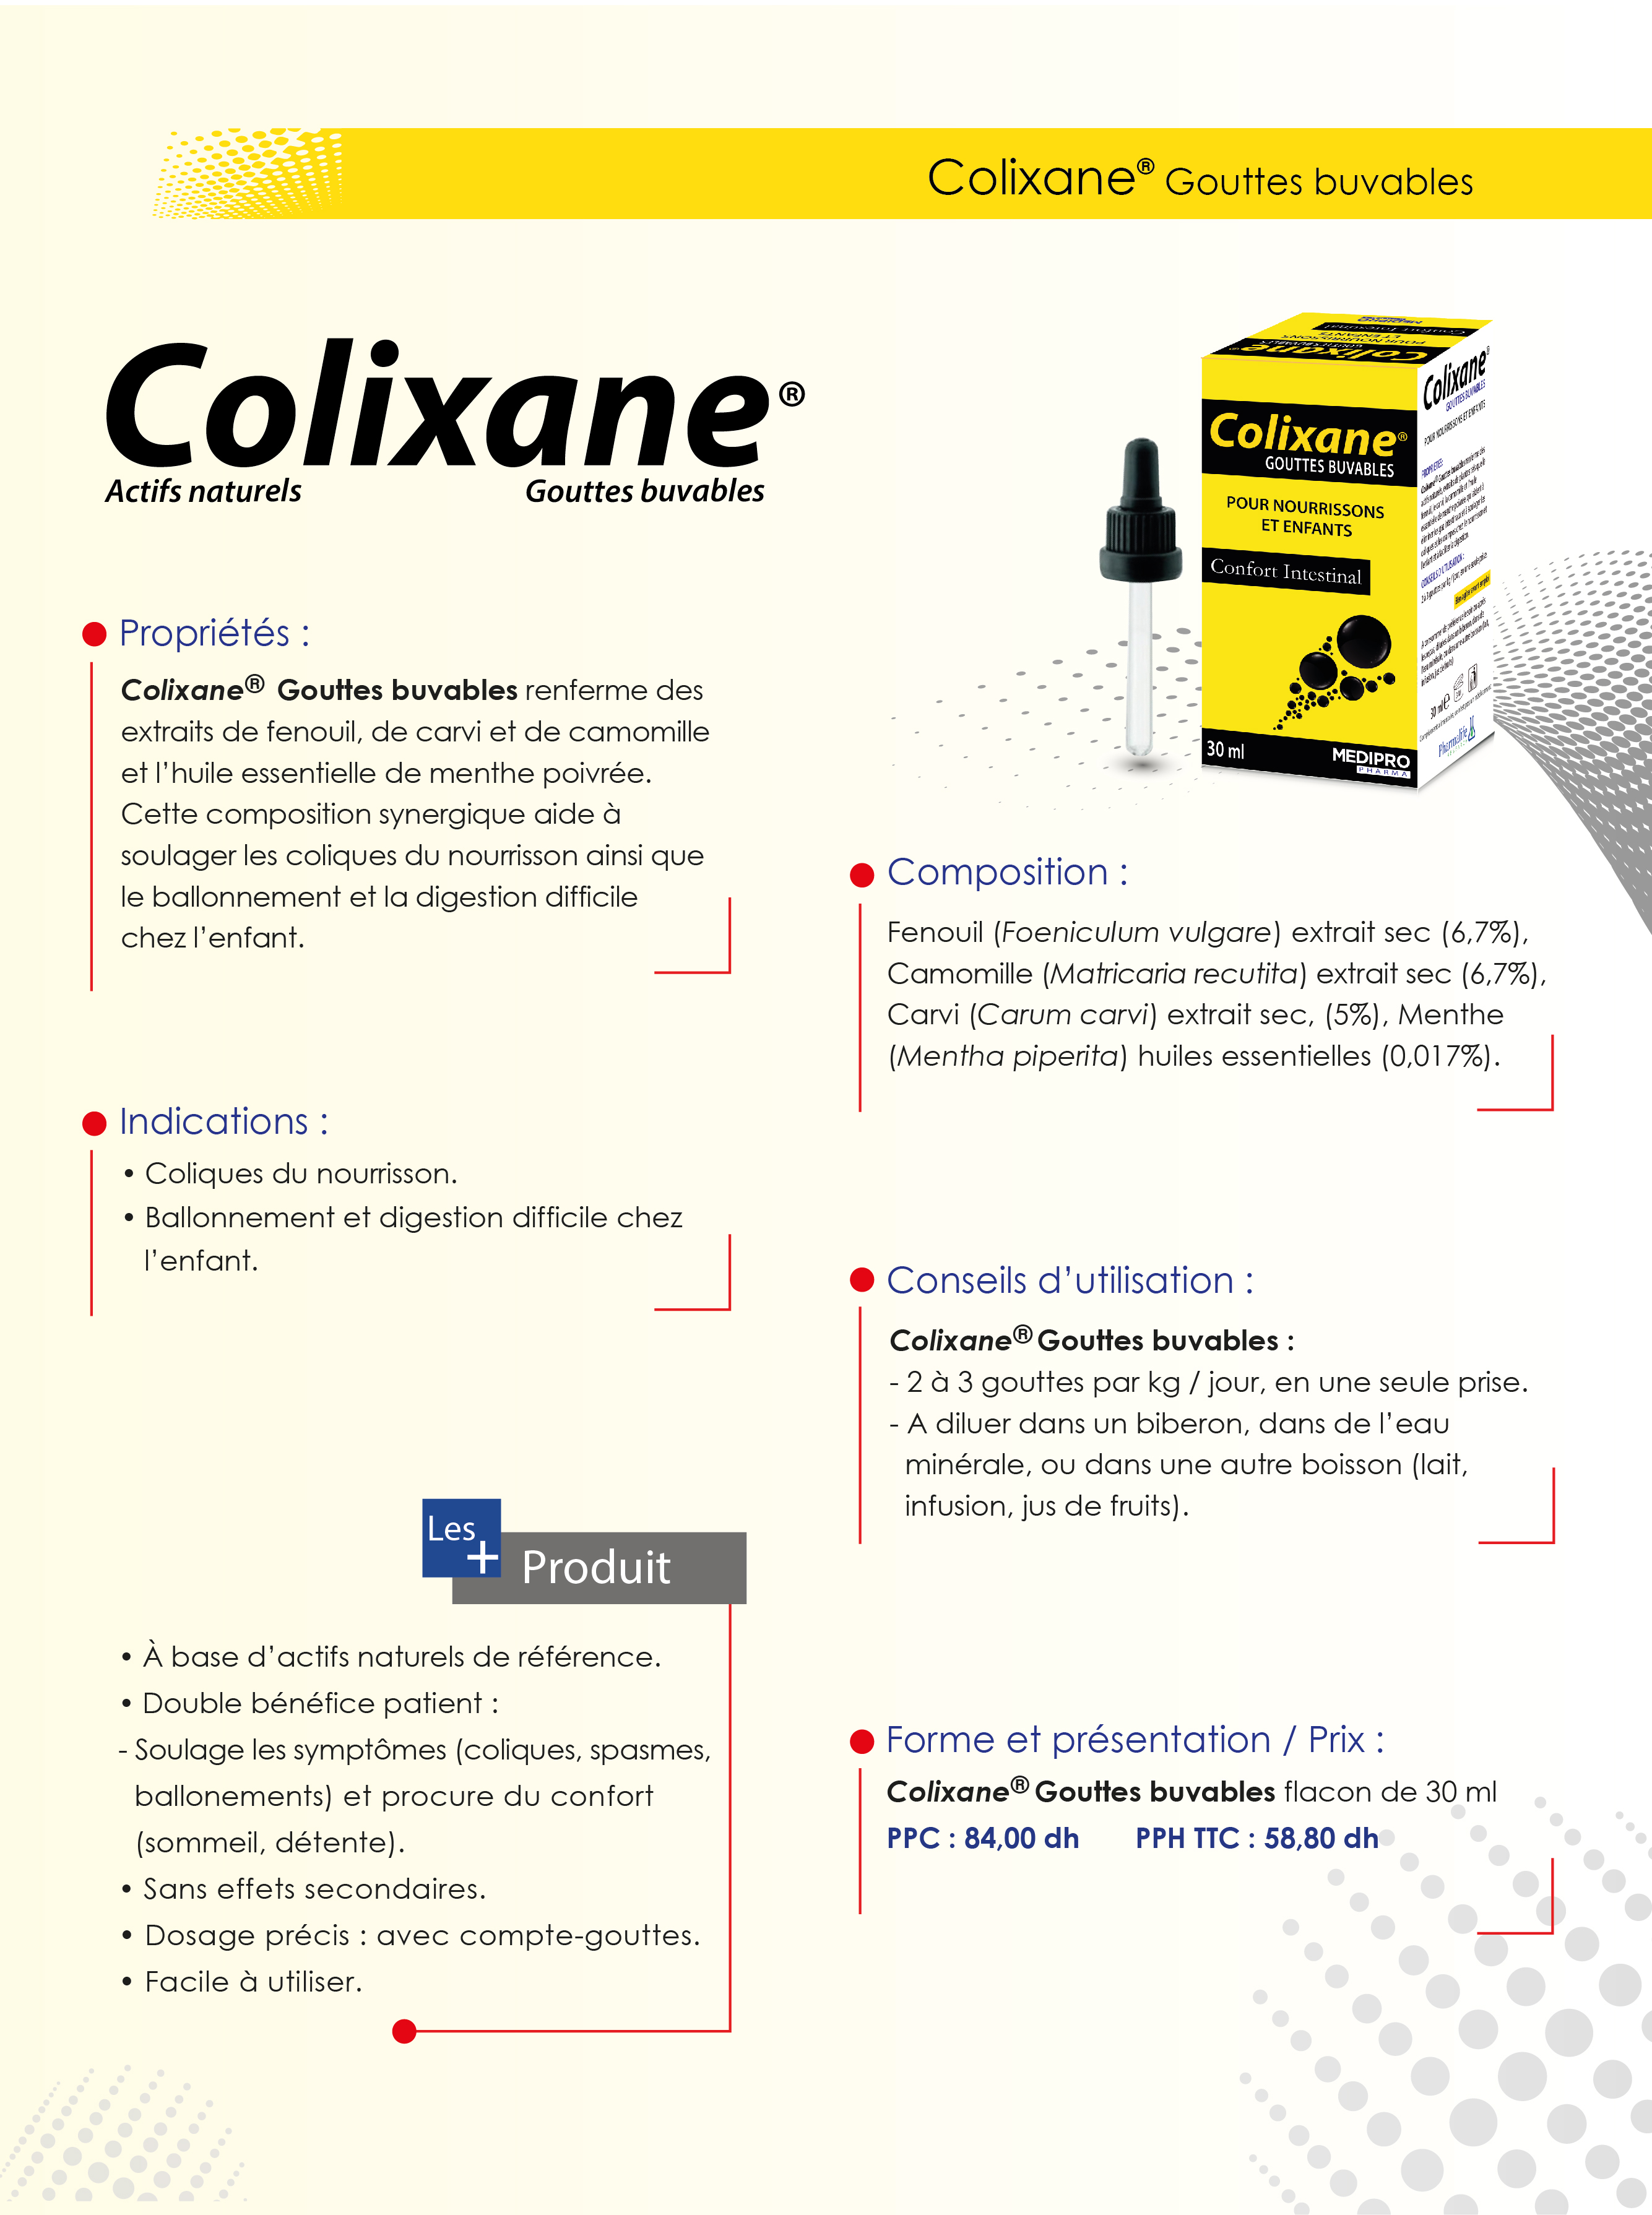 Colixane® Gouttes buvables
Colixane®
Actifs naturels
Gouttes buvables
Colixane®
GOUTTES BUVABLES
POUR NOURRISSONS
ET ENFANTS
Confort Intestinal
30 ml
MEDIPRO
PHARMA
Colixane®
GOUTTES BUVABLES
POUR NOURRISSONS ET ENFANTS
30 ml e
Propriétés :
Colixane® Gouttes buvables renferme des
extraits de fenouil, de carvi et de camomille
et l’huile essentielle de menthe poivrée.
Cette composition synergique aide à
soulager les coliques du nourrisson ainsi que
le ballonnement et la digestion difficile
chez l’enfant.
Indications :
• Coliques du nourrisson.
• Ballonnement et digestion difficile chez
l’enfant.
Les +
Produit
• À base d’actifs naturels de référence.
• Double bénéfice patient :
- Soulage les symptômes (coliques, spasmes,
ballonements) et procure du confort
(sommeil, détente).
• Sans effets secondaires.
• Dosage précis : avec compte-gouttes.
• Facile à utiliser.
Composition :
Fenouil (Foeniculum vulgare) extrait sec (6,7%),
Camomille (Matricaria recutita) extrait sec (6,7%),
Carvi (Carum carvi) extrait sec, (5%), Menthe
(Mentha piperita) huiles essentielles (0,017%).
Conseils d’utilisation :
Colixane® Gouttes buvables :
- 2 à 3 gouttes par kg / jour, en une seule prise.
- A diluer dans un biberon, dans de l’eau
minérale, ou dans une autre boisson (lait,
infusion, jus de fruits).
Forme et présentation / Prix :
Colixane® Gouttes buvables flacon de 30 ml
PPC : 84,00 dh PPH TTC : 58,80 dh